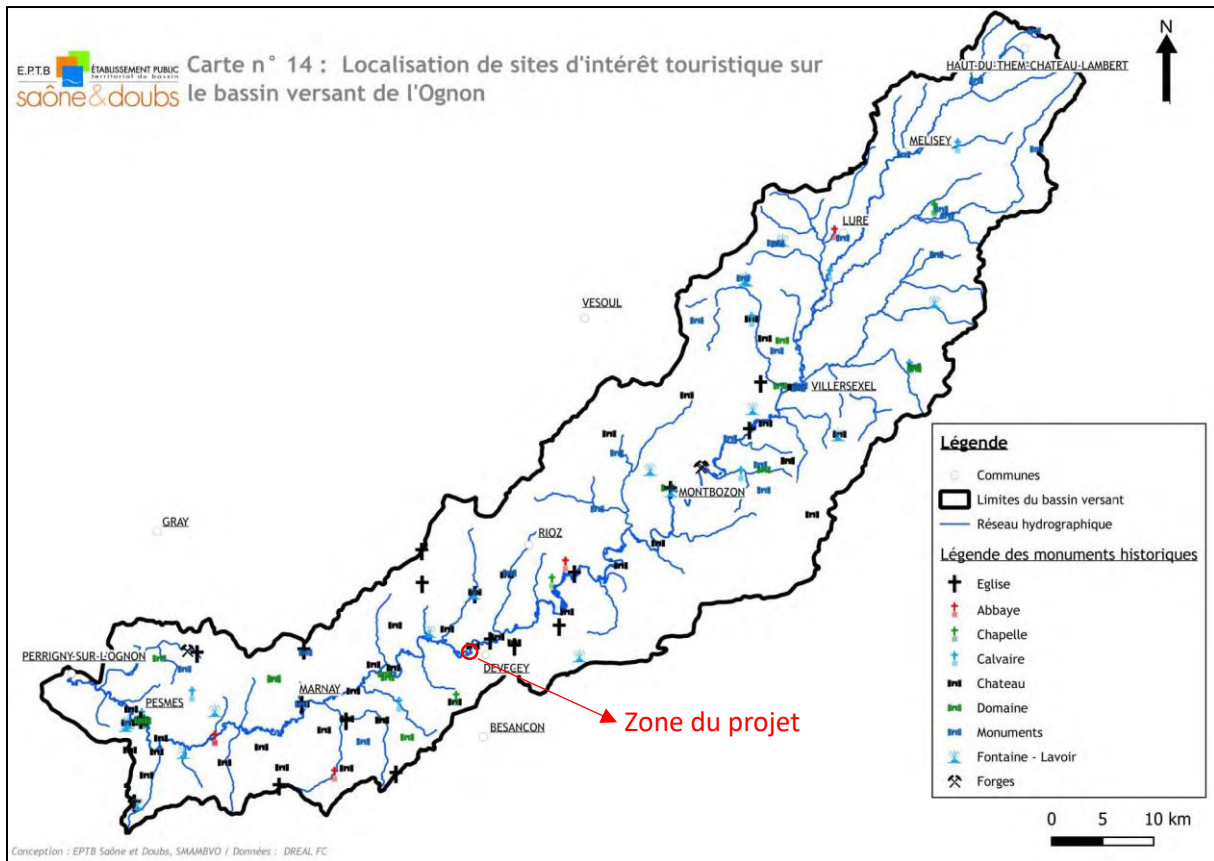 E.P.T.B ÉTABLISSEMENT PUBLIC
territorial du bassin
saône&doubs
Carte n° 14 : Localisation de sites d'intérêt touristique sur
le bassin versant de l'Ognon
N
HAUT-DU-THEM-CHATEAU-LAMBERT
MELISEY
LURE
VESOUL
VILLERSEXEL
MONTBOZON
GRAY
RIOZ
PERRIGNY-SUR-L'OGNON
DEVECEY
MARNAY
PESMES
BESANCON
Zone du projet
Légende
Communes
Limites du bassin versant
Réseau hydrographique
Légende des monuments historiques
Eglise
Abbaye
Chapelle
Calvaire
Chateau
Domaine
Monuments
Fontaine - Lavoir
Forges
0 5 10 km
Conception : EPTB Saône et Doubs, SMAMBVO / Données : DREAL FC